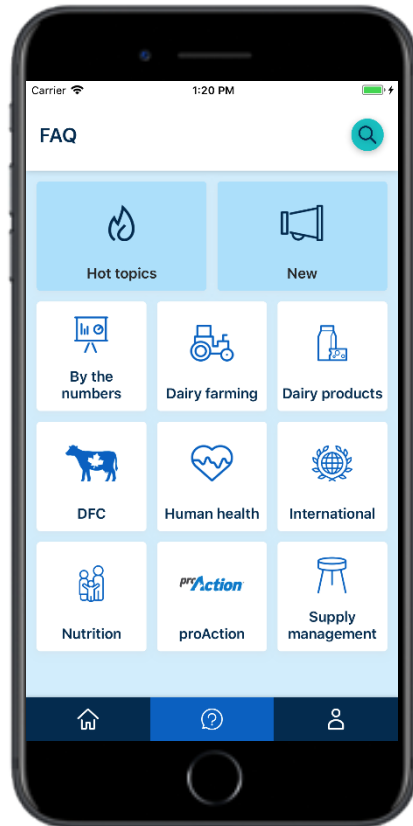 Carrier 1:20 PM
FAQ
Hot topics New
By the
numbers
Dairy farming Dairy products
DFC Human health International
proAction
Nutrition proAction
Supply
management